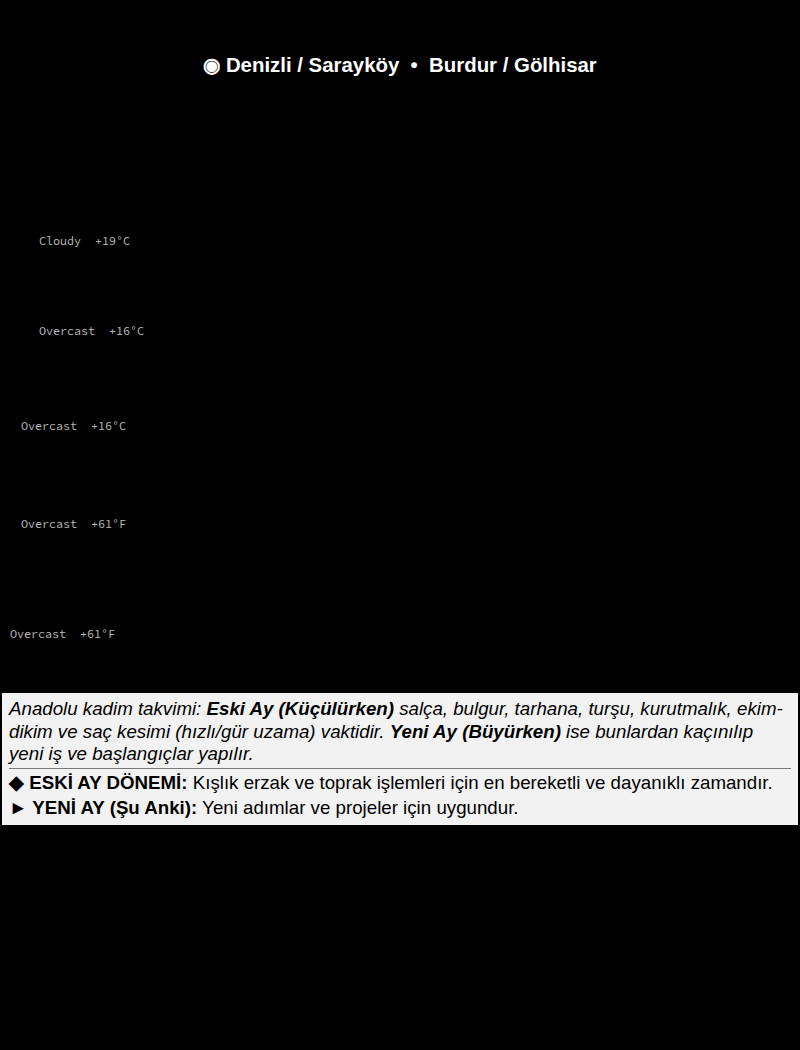 ◉ Denizli / Sarayköy • Burdur / Gölhisar
Cloudy +19°C
Overcast +16°C
Overcast +16°C
Overcast +61°F
Overcast +61°F
Anadolu kadim takvimi: Eski Ay (Küçülürken) salça, bulgur, tarhana, turşu, kurutmalık, ekim-
dikim ve saç kesimi (hızlı/gür uzama) vaktidir. Yeni Ay (Büyürken) ise bunlardan kaçınılıp
yeni iş ve başlangıçlar yapılır.
◆ ESKİ AY DÖNEMİ: Kışlık erzak ve toprak işlemleri için en bereketli ve dayanıklı zamandır.
► YENİ AY (Şu Anki): Yeni adımlar ve projeler için uygundur.